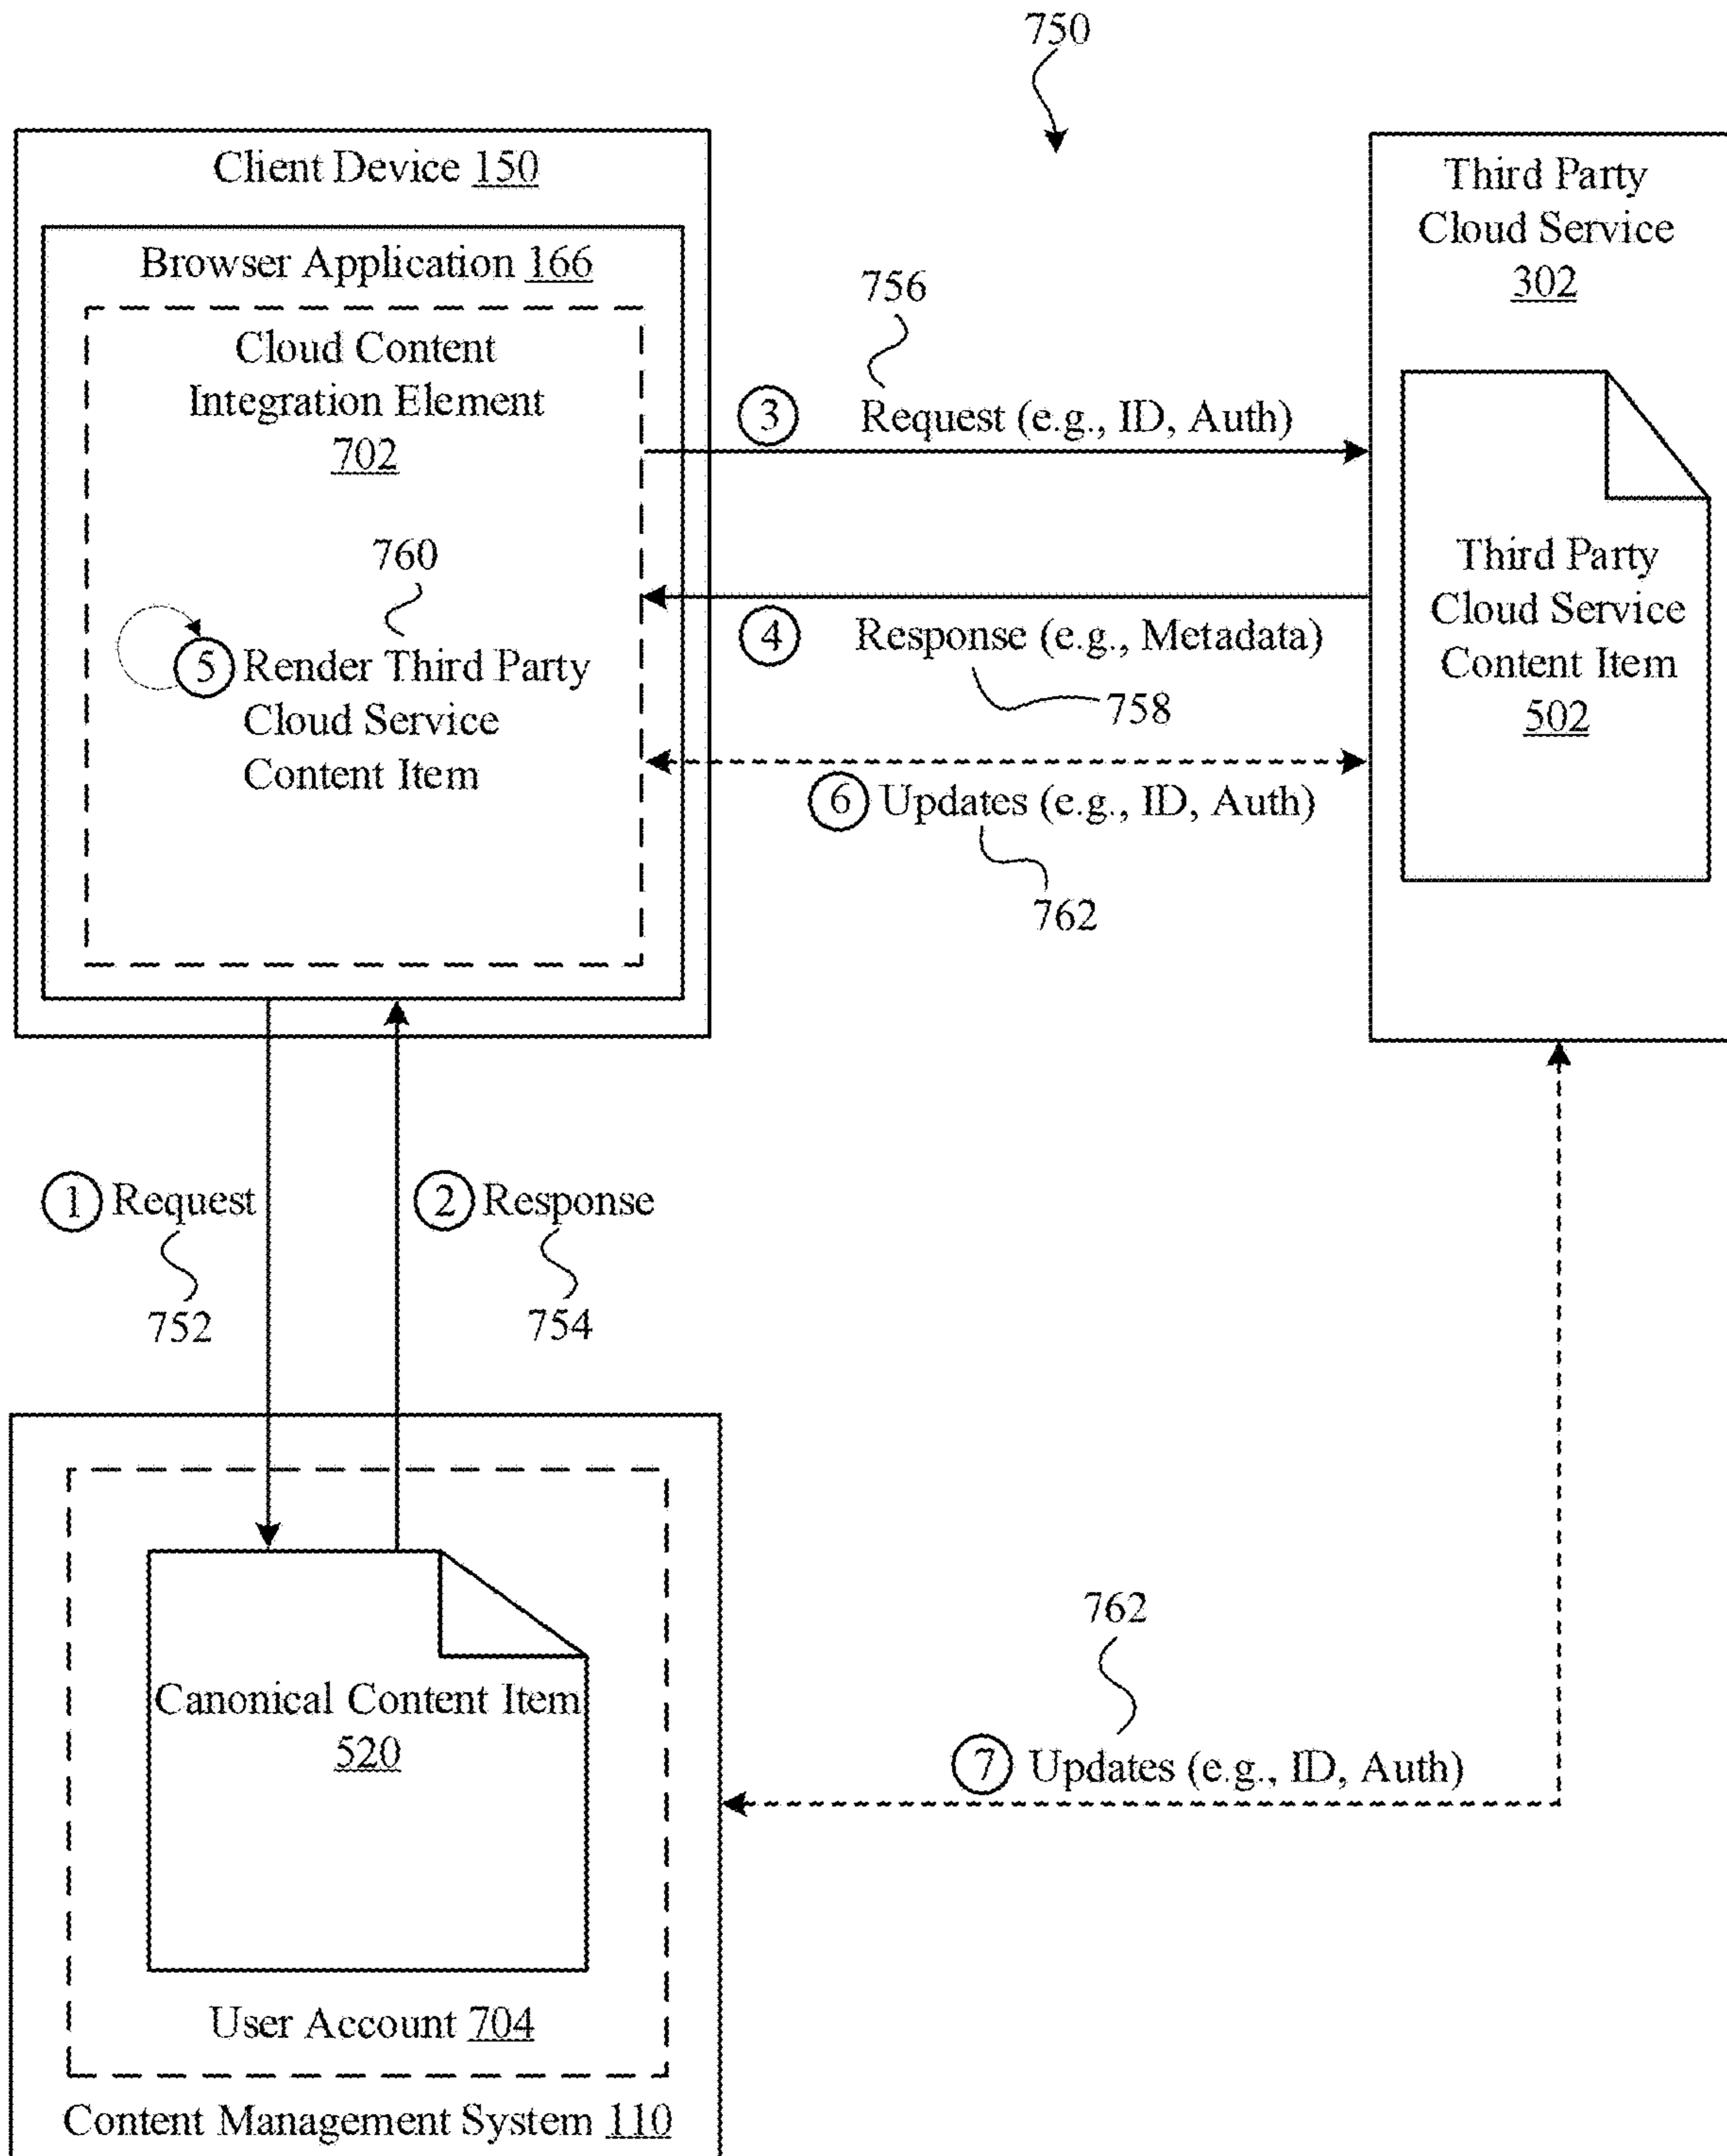 750
Client Device 150
Browser Application 166
Cloud Content
Integration Element
702
760
5 Render Third Party
Cloud Service
Content Item
756
3 Request (e.g., ID, Auth)
4 Response (e.g., Metadata)
758
6 Updates (e.g., ID, Auth)
762
Third Party
Cloud Service
302
Third Party
Cloud Service
Content Item
502
1 Request
752
2 Response
754
Canonical Content Item
520
User Account 704
Content Management System 110
762
7 Updates (e.g., ID, Auth)